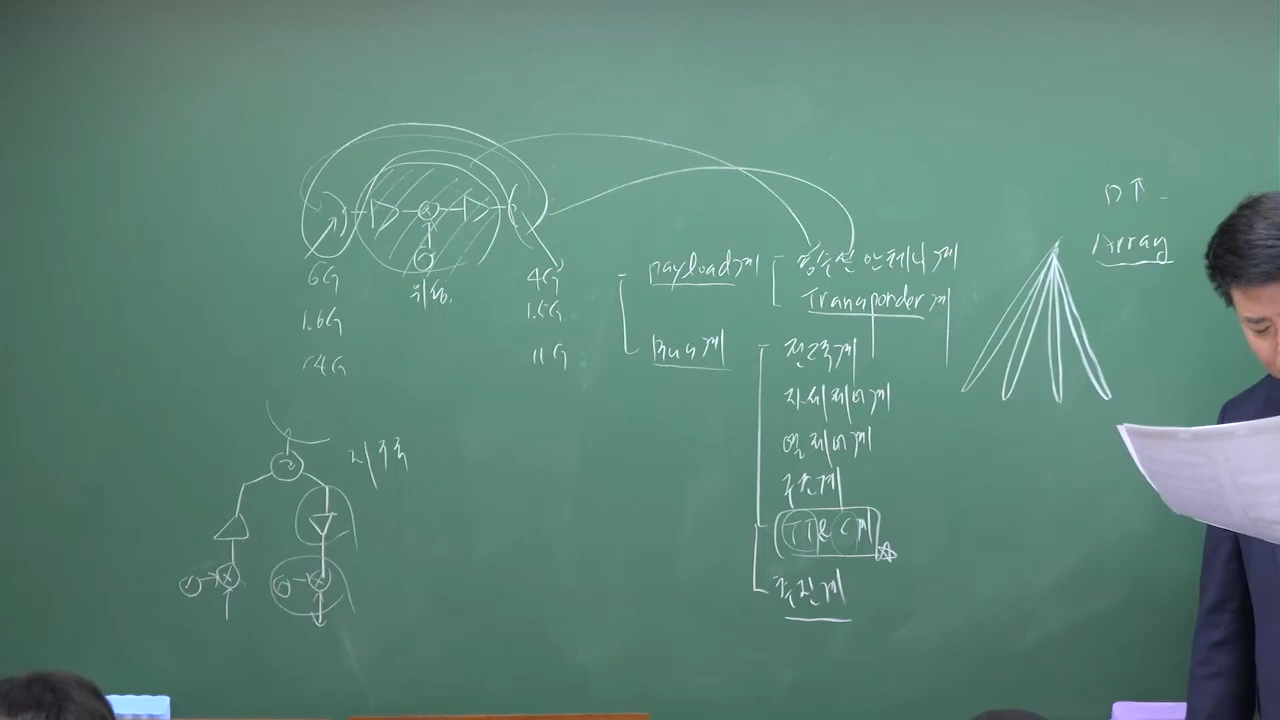 6G
1.6G
14G
위성
4G
1.5G
11G
지구국
payload계
Bus계
송수신 안테나계
Transponder계
전력계
자세제어계
열제어계
구조계
TT&C계
추진계
D↑
Array